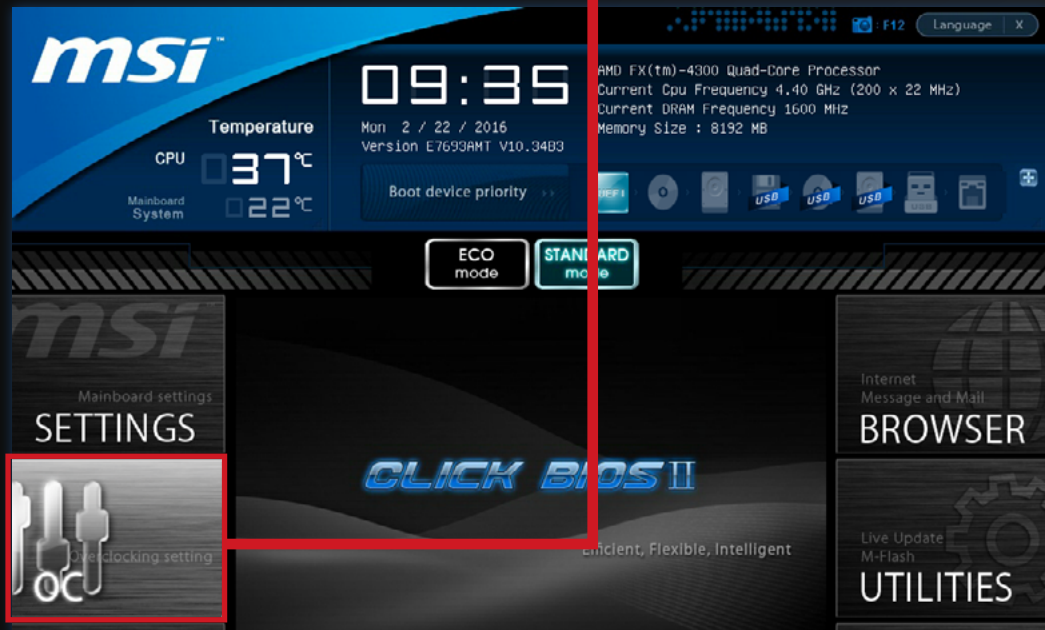 msi
: F12 Language X
09:35
Mon 2 / 22 / 2016
Version E7693AMT V10.34B3
AMD FX(tm)-4300 Quad-Core Processor
Current Cpu Frequency 4.40 GHz (200 x 22 MHz)
Current DRAM Frequency 1600 MHz
Memory Size : 8192 MB
Temperature
CPU 37°C
Mainboard
System 22°C
Boot device priority
UEFI USB USB USB USB
ECO
mode
STANDARD
mode
msi
Mainboard settings
SETTINGS
Overclocking setting
OC
CLICK BIOS II
Efficient, Flexible, Intelligent
Internet
Message and Mail
BROWSER
Live Update
M-Flash
UTILITIES